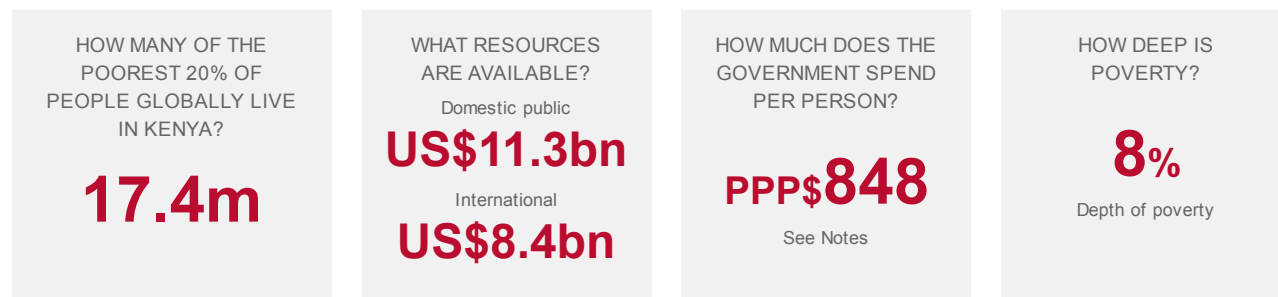 HOW MANY OF THE
POOREST 20% OF
PEOPLE GLOBALLY LIVE
IN KENYA?
17.4m
WHAT RESOURCES
ARE AVAILABLE?
Domestic public
US$11.3bn
International
US$8.4bn
HOW MUCH DOES THE
GOVERNMENT SPEND
PER PERSON?
PPP$848
See Notes
HOW DEEP IS
POVERTY?
8%
Depth of poverty